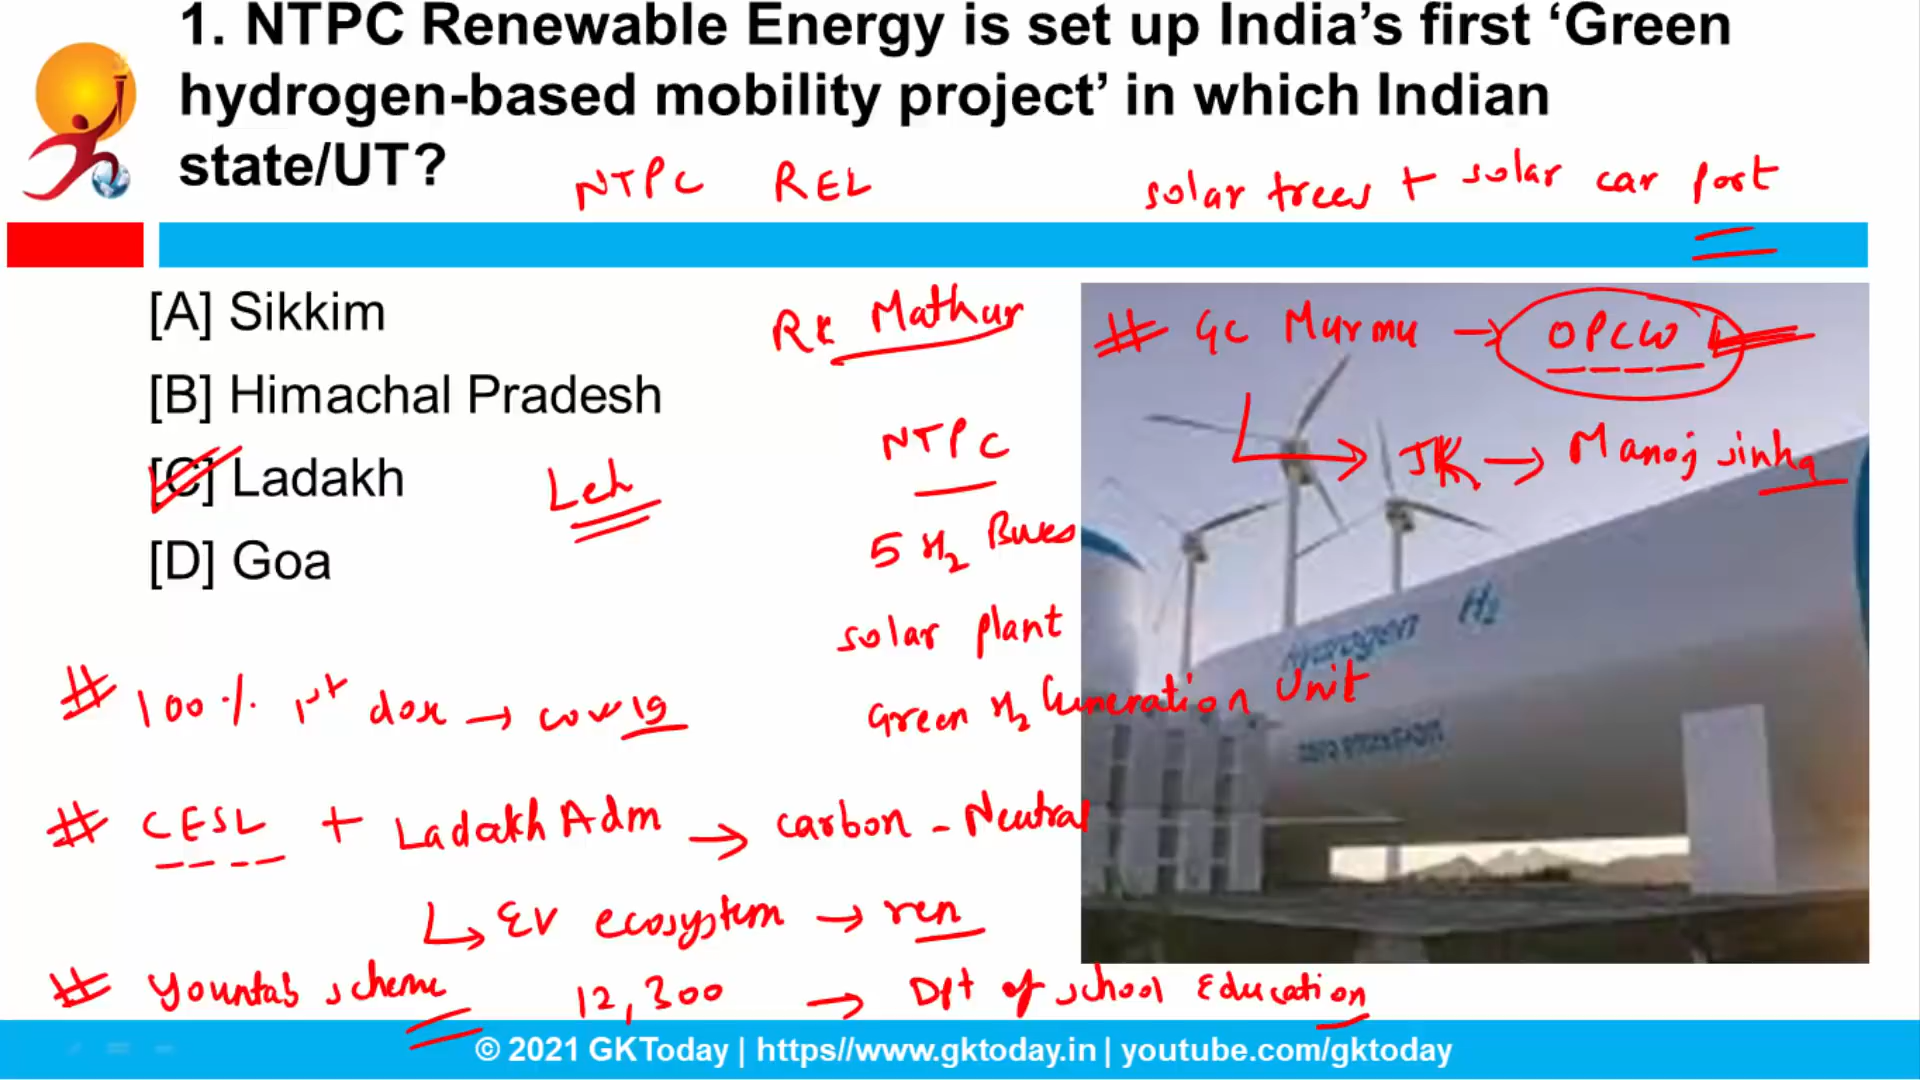 1. NTPC Renewable Energy is set up India’s first ‘Green
hydrogen-based mobility project’ in which Indian
state/UT?
NTPC REL
solar trees + solar car port
[A] Sikkim
[B] Himachal Pradesh
[C] Ladakh
[D] Goa
Leh
RK Mathur
NTPC
5 H2 Buses
solar plant
Green H2 Generation Unit
# GC Murmu → OPCW
JK → Manoj sinha
Hydrogen H2
# 100% 1st dose → covid 19
# CESL + Ladakh Adm → carbon - Neutral
EV ecosystem → ren
# Yountab scheme 12,300 → Dpt of school Education
© 2021 GKToday | https//www.gktoday.in | youtube.com/gktoday